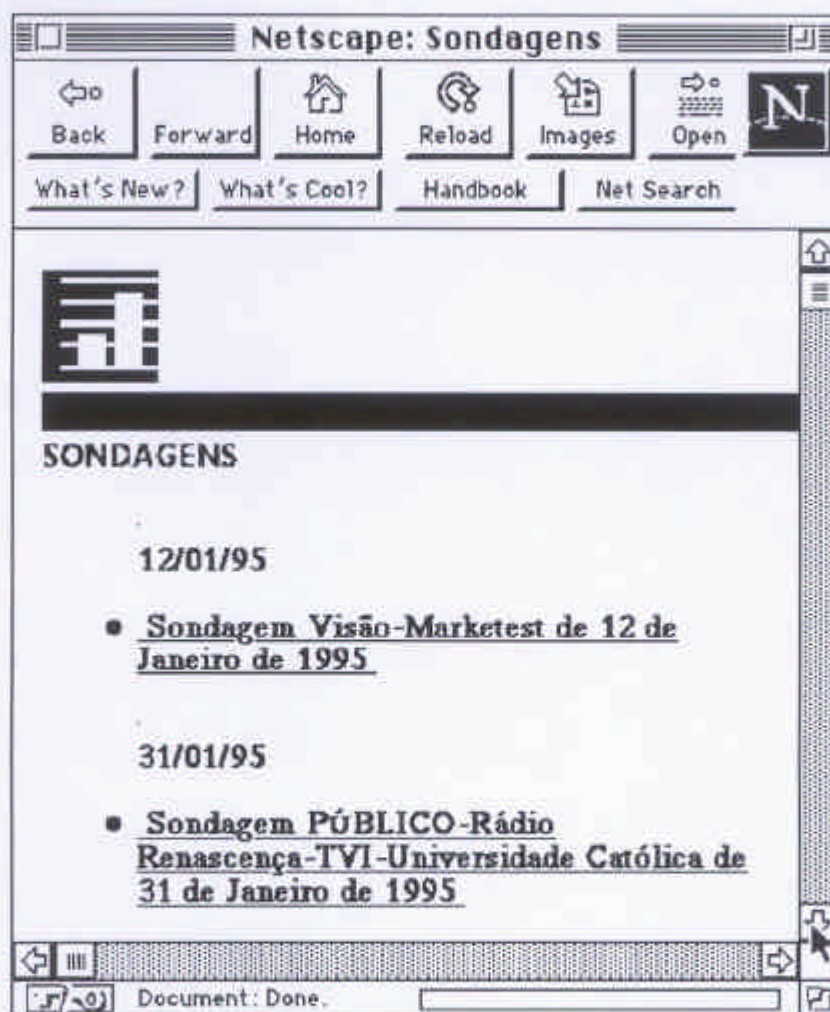 Netscape: Sondagens
Back Forward Home Reload Images Open N
What's New? What's Cool? Handbook Net Search
SONDAGENS
12/01/95
Sondagem Visão-Marketest de 12 de
Janeiro de 1995
31/01/95
Sondagem PÚBLICO-Rádio
Renascença-TVI-Universidade Católica de
31 de Janeiro de 1995
Document: Done.